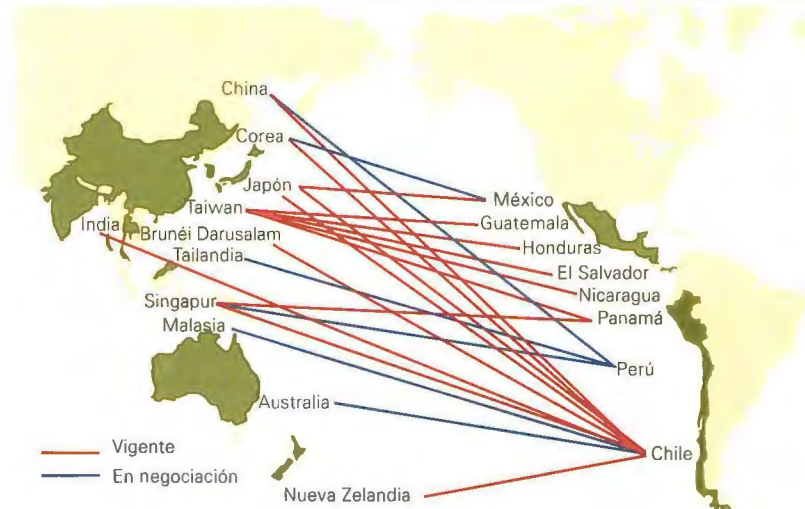 China
Corea
Japón
México
Taiwan
Guatemala
India
Brunéi Darusalam
Honduras
Tailandia
El Salvador
Nicaragua
Singapur
Panamá
Malasia
Perú
Australia
Vigente
Chile
En negociación
Nueva Zelandia